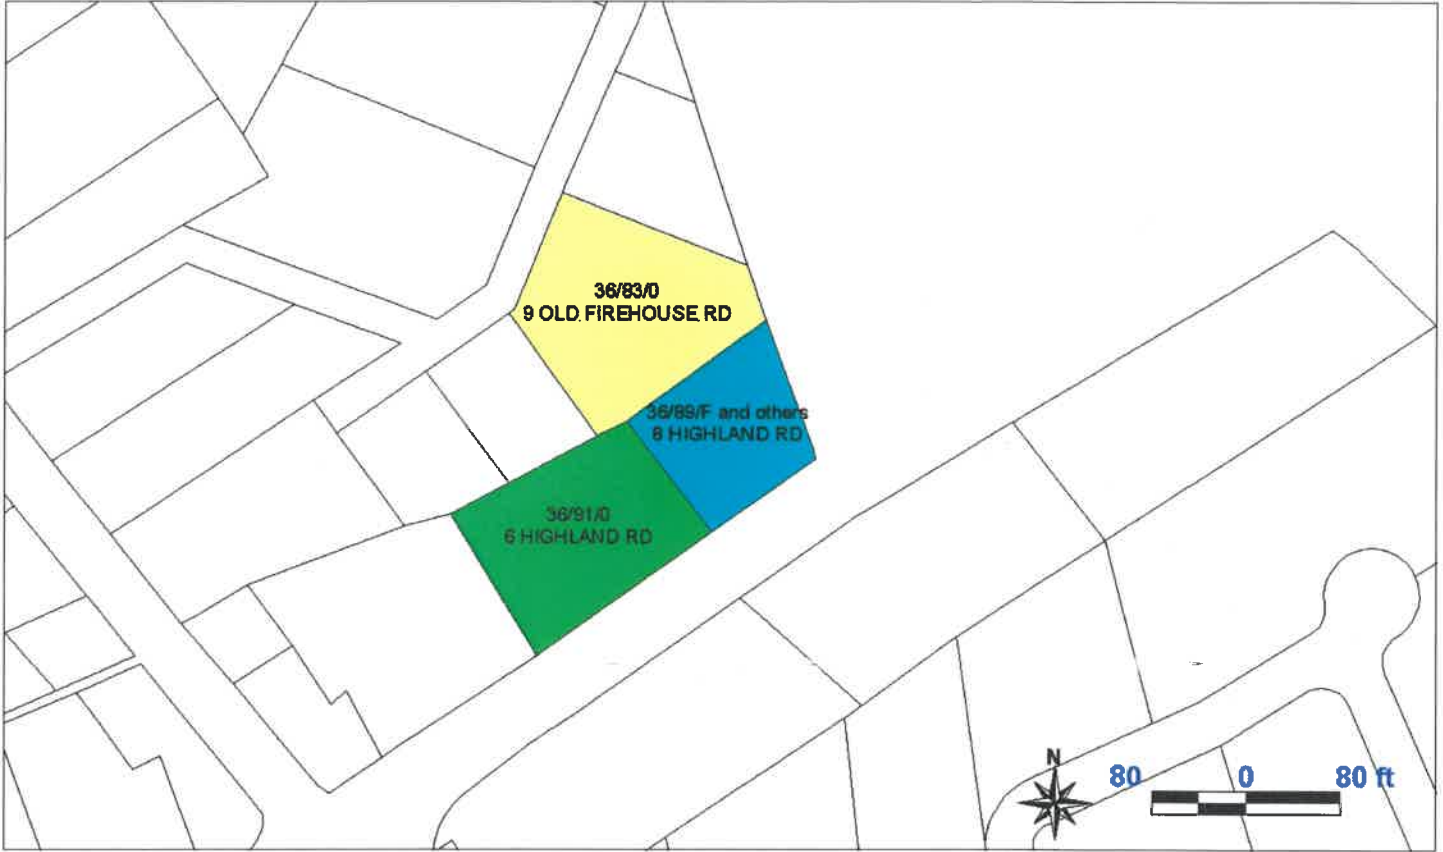 36/83/0
9 OLD FIREHOUSE RD
36/89/F and others
8 HIGHLAND RD
36/91/0
6 HIGHLAND RD
N
80 0 80 ft